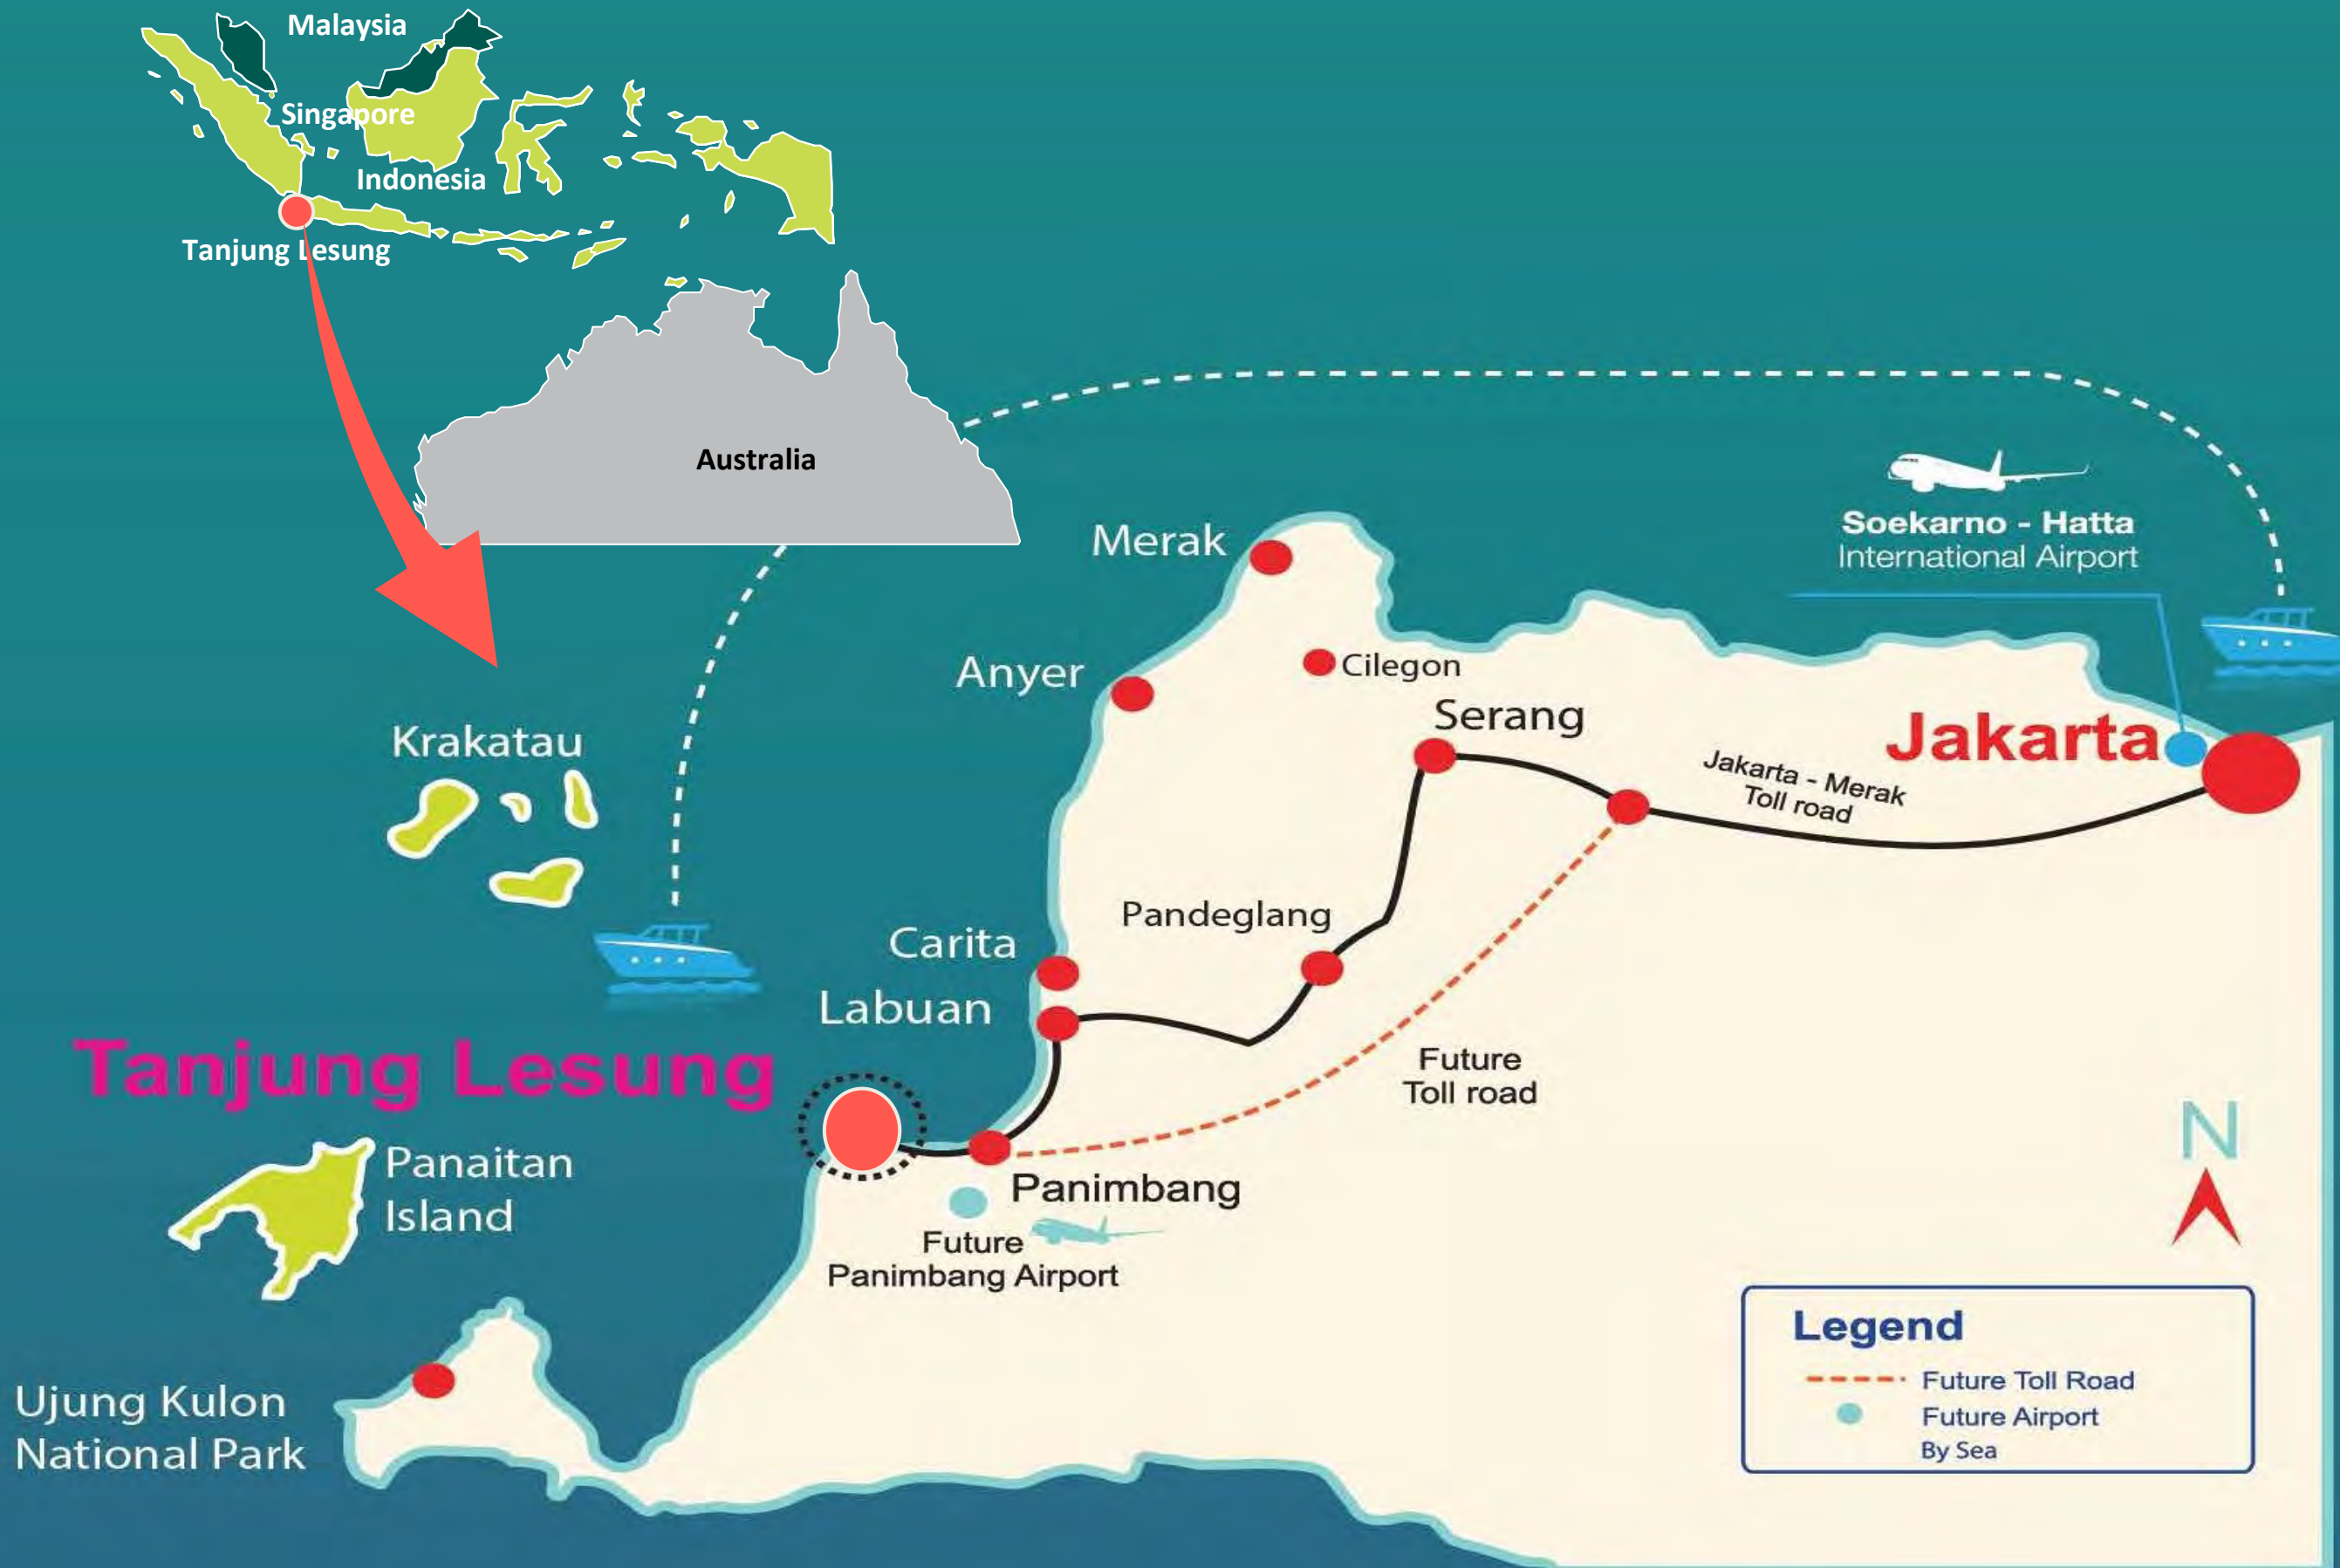 Malaysia
Singapore
Indonesia
Tanjung Lesung
Australia
Soekarno - Hatta
International Airport
Merak
Anyer
Cilegon
Serang
Krakatau
Jakarta
Jakarta - Merak
Toll road
Pandeglang
Carita
Labuan
Tanjung Lesung
Future
Toll road
Panaitan
Island
Panimbang
Future
Panimbang Airport
N
Ujung Kulon
National Park
Legend
Future Toll Road
Future Airport
By Sea